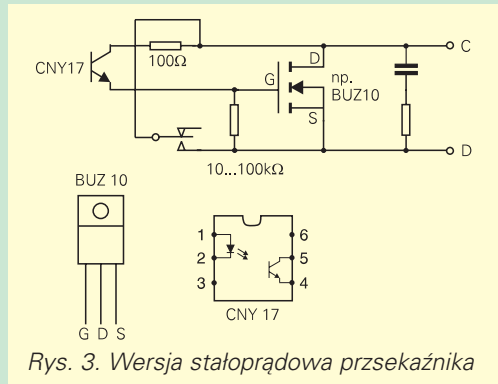 C
CNY17
100Ω
D
G
np.
BUZ10
S
D
10...100kΩ
BUZ 10
1
2
3
6
5
4
G D S
CNY 17
Rys. 3. Wersja stałoprądowa przsekaźnika